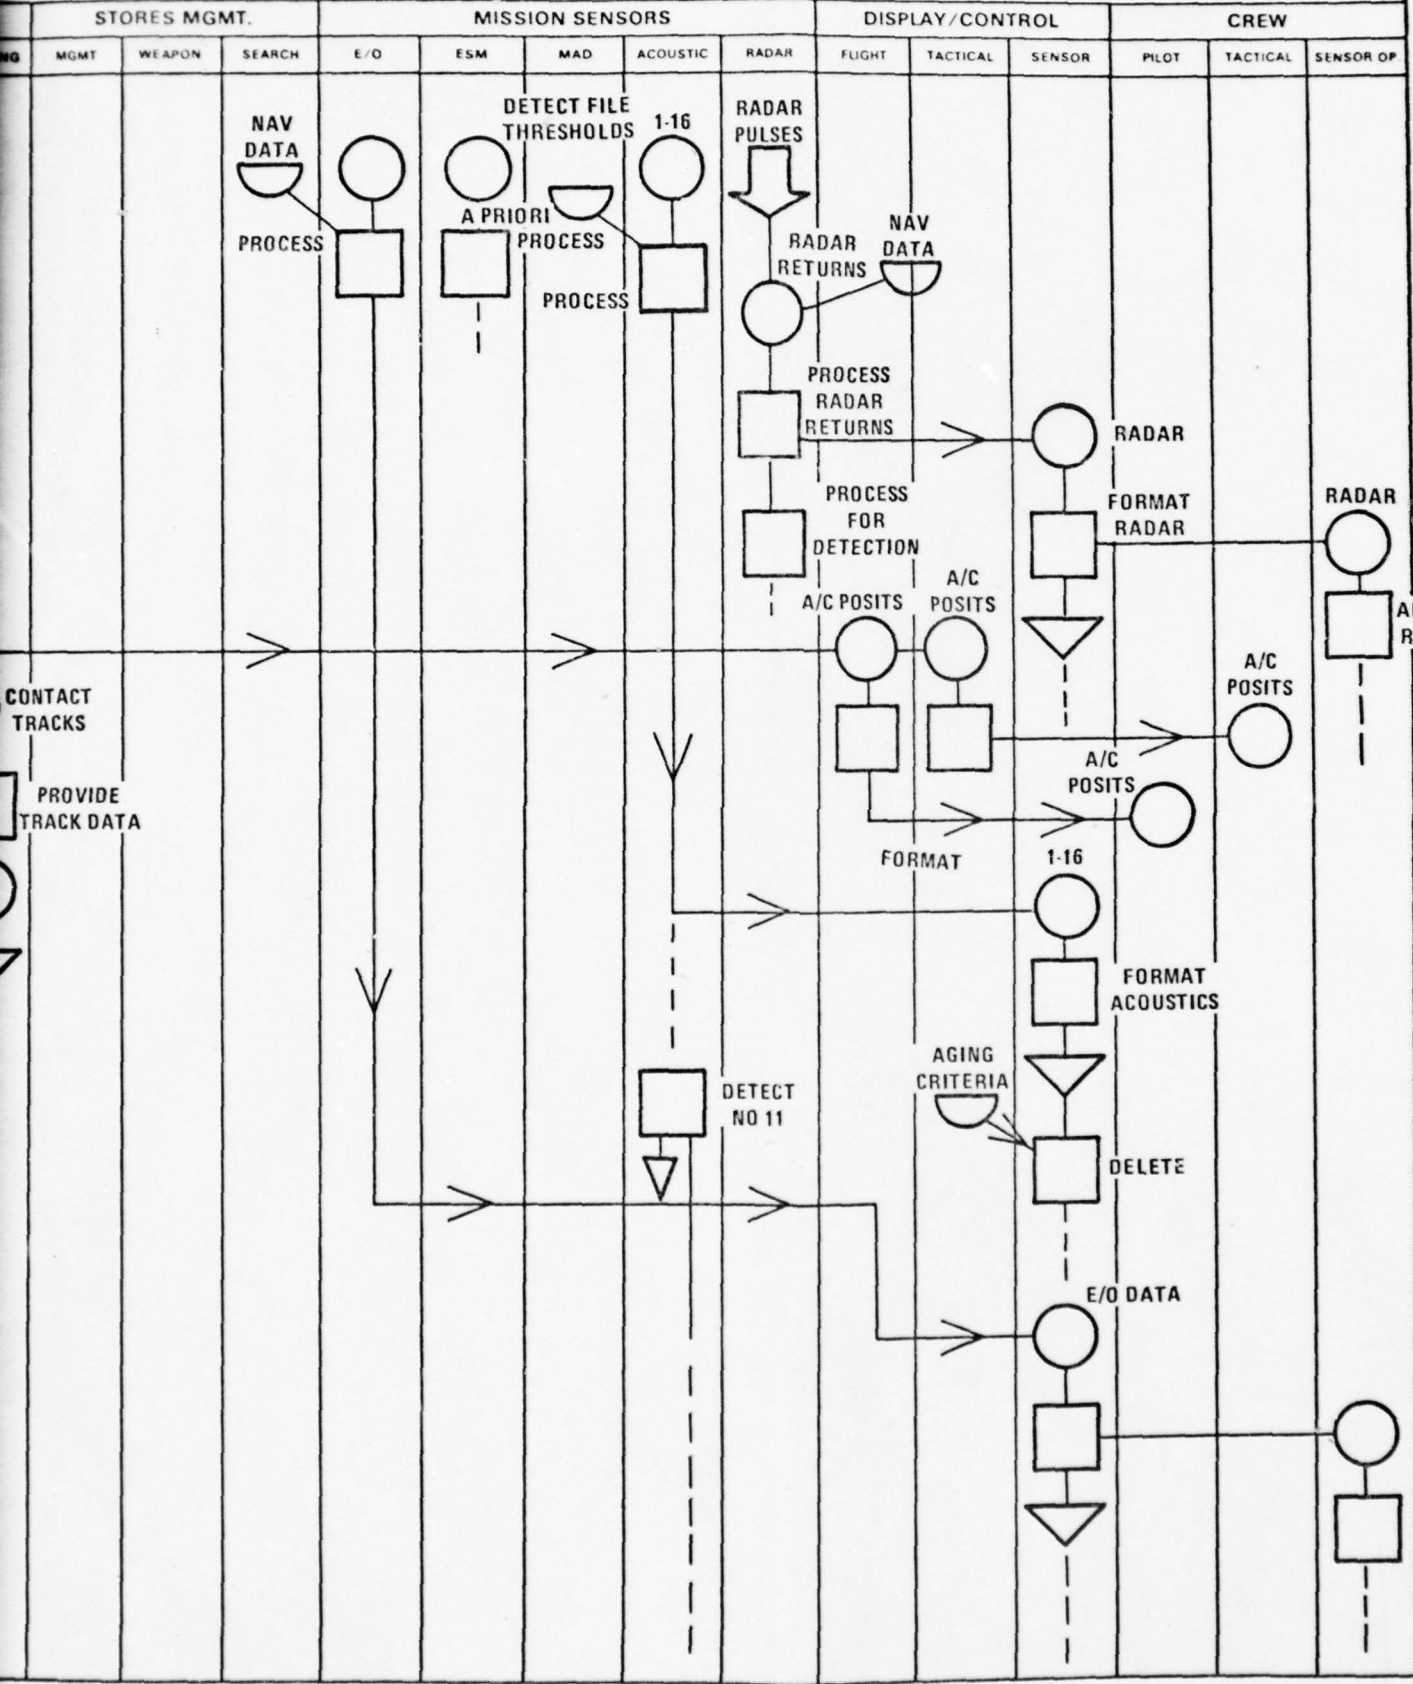 STORES MGMT.
MISSION SENSORS
DISPLAY/CONTROL
CREW
NG
MGMT
WEAPON
SEARCH
E/O
ESM
MAD
ACOUSTIC
RADAR
FLIGHT
TACTICAL
SENSOR
PILOT
TACTICAL
SENSOR OP
NAV
DATA
DETECT FILE
THRESHOLDS
1-16
RADAR
PULSES
PROCESS
A PRIORI
PROCESS
PROCESS
RADAR
RETURNS
NAV
DATA
PROCESS
RADAR
RETURNS
RADAR
PROCESS
FOR
DETECTION
FORMAT
RADAR
RADAR
A/C POSITS
A/C
POSITS
A/C
POSITS
CONTACT
TRACKS
PROVIDE
TRACK DATA
A/C
POSITS
FORMAT
1-16
FORMAT
ACOUSTICS
AGING
CRITERIA
DETECT
NO 11
DELETE
E/O DATA